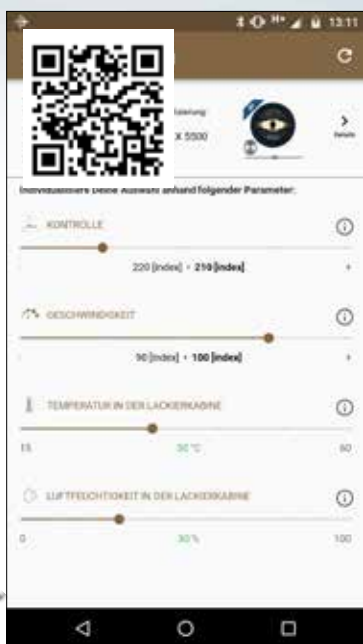 H+ 13:11
X 5500
Details
Individualisiere Deine Auswahl anhand folgender Parameter:
KONTROLLE
220 [index] • 210 [index]
GESCHWINDIGKEIT
90 [index] • 100 [index]
+
TEMPERATUR IN DER LACKIERKABINE
15 30 °C 60
LUFTFEUCHTIGKEIT IN DER LACKIERKABINE
0 30 % 100